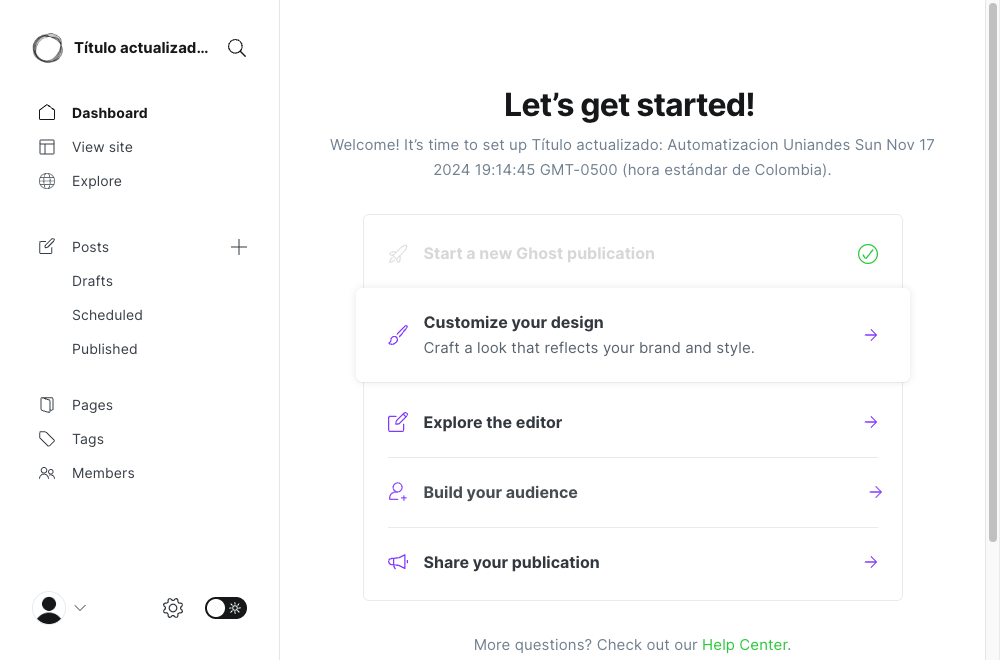 Título actualizad...
Dashboard
View site
Explore
Posts
Drafts
Scheduled
Published
Pages
Tags
Members
Let’s get started!
Welcome! It’s time to set up Título actualizado: Automatizacion Uniandes Sun Nov 17
2024 19:14:45 GMT-0500 (hora estándar de Colombia).
Start a new Ghost publication
Customize your design
Craft a look that reflects your brand and style.
Explore the editor
Build your audience
Share your publication
More questions? Check out our Help Center.